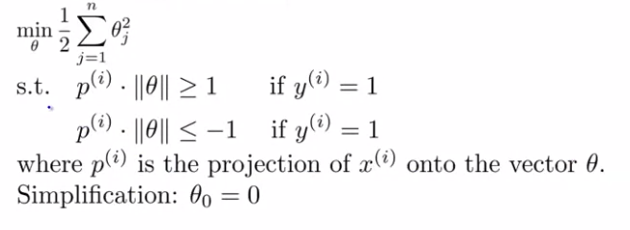 min_θ 1/2 ∑_{j=1}^{n} θ_j^2
s.t. p^{(i)} · ‖θ‖ ≥ 1 if y^{(i)} = 1
p^{(i)} · ‖θ‖ ≤ −1 if y^{(i)} = 1
where p^{(i)} is the projection of x^{(i)} onto the vector θ.
Simplification: θ_0 = 0